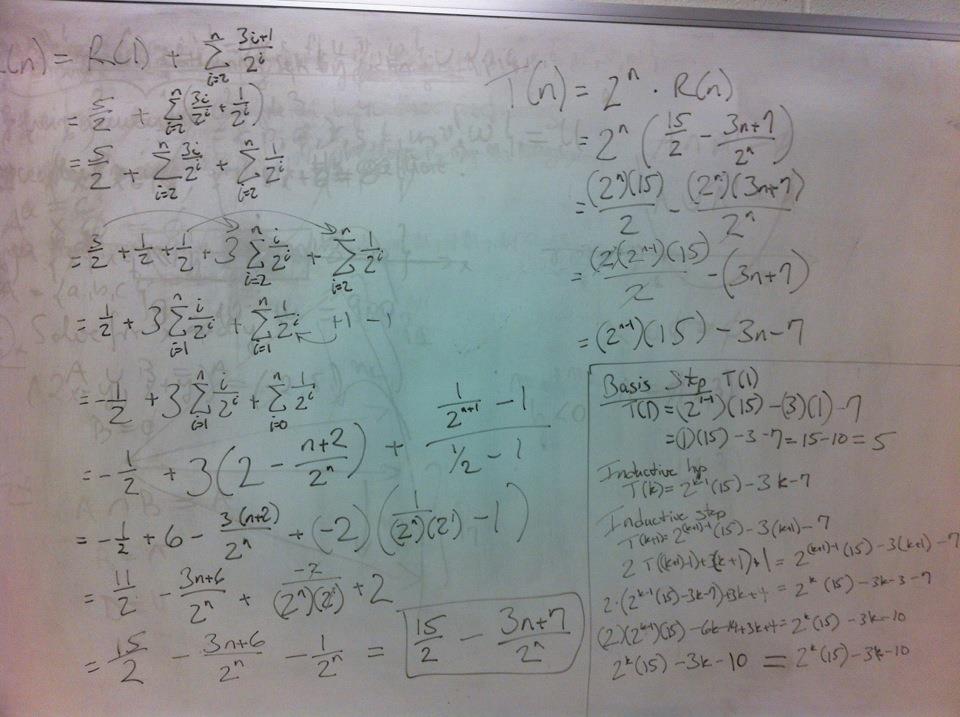 (n) = R(1) + \sum_{i=2}^{n} \frac{3i+1}{2^i}
= \frac{5}{2} + \sum_{i=2}^{n} (\frac{3i}{2^i} + \frac{1}{2^i})
= \frac{5}{2} + \sum_{i=2}^{n} \frac{3i}{2^i} + \sum_{i=2}^{n} \frac{1}{2^i}
= \frac{3}{2} + \frac{1}{2} + \frac{1}{2} + 3 \sum_{i=2}^{n} \frac{i}{2^i} + \sum_{i=2}^{n} \frac{1}{2^i}
= \frac{1}{2} + 3 \sum_{i=1}^{n} \frac{i}{2^i} + \sum_{i=1}^{n} \frac{1}{2^i} +1 - 1
= -\frac{1}{2} + 3 \sum_{i=1}^{n} \frac{i}{2^i} + \sum_{i=0}^{n} \frac{1}{2^i}
= -\frac{1}{2} + 3(2 - \frac{n+2}{2^n}) + \frac{\frac{1}{2^{n+1}} - 1}{1/2 - 1}
= -\frac{1}{2} + 6 - \frac{3(n+2)}{2^n} + (-2)(\frac{1}{(2^n)(2^1)} - 1)
= \frac{11}{2} - \frac{3n+6}{2^n} + \frac{-2}{(2^n)(2^1)} + 2
= \frac{15}{2} - \frac{3n+6}{2^n} - \frac{1}{2^n} = \frac{15}{2} - \frac{3n+7}{2^n}
T(n) = 2^n · R(n)
= 2^n (\frac{15}{2} - \frac{3n+7}{2^n})
= \frac{(2^n)(15)}{2} - \frac{(2^n)(3n+7)}{2^n}
= \frac{(2)(2^{n-1})(15)}{2} - (3n+7)
= (2^{n-1})(15) - 3n - 7
Basis Step T(1)
T(1) = (2^{1-1})(15) - (3)(1) - 7
= (1)(15) - 3 - 7 = 15 - 10 = 5
Inductive hyp
T(k) = 2^{k-1}(15) - 3k - 7
Inductive step
T(k+1) = 2^{(k+1)-1}(15) - 3(k+1) - 7
2 T((k+1)-1) + 3(k+1) + 1 = 2^{(k+1)-1}(15) - 3(k+1) - 7
2·(2^{k-1}(15) - 3k - 7) + 3k + 4 = 2^k(15) - 3k - 3 - 7
(2)(2^{k-1})(15) - 6k - 14 + 3k + 4 = 2^k(15) - 3k - 10
2^k(15) - 3k - 10 = 2^k(15) - 3k - 10